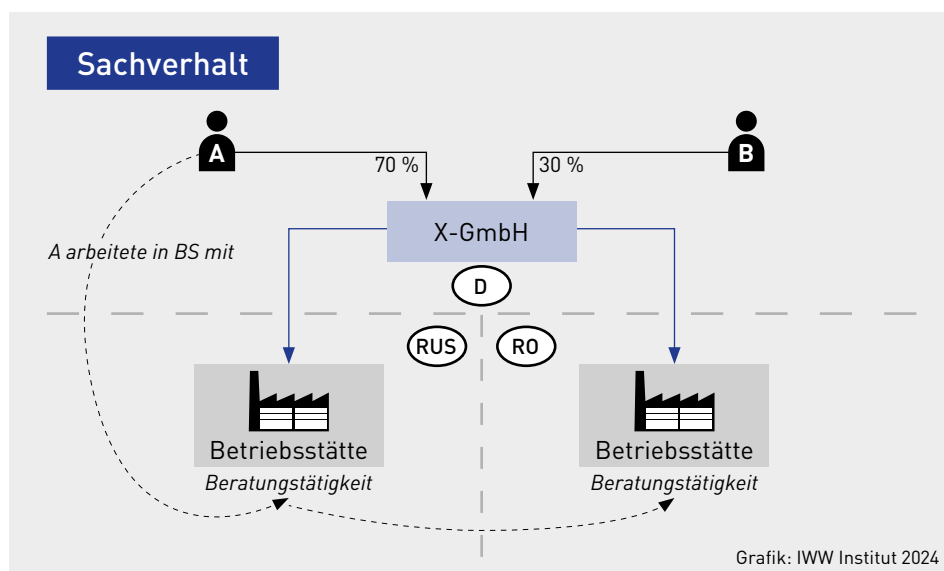 Sachverhalt
A
B
70 %
30 %
X-GmbH
A arbeitete in BS mit
D
RUS
RO
Betriebsstätte
Betriebsstätte
Beratungstätigkeit
Beratungstätigkeit
Grafik: IWW Institut 2024